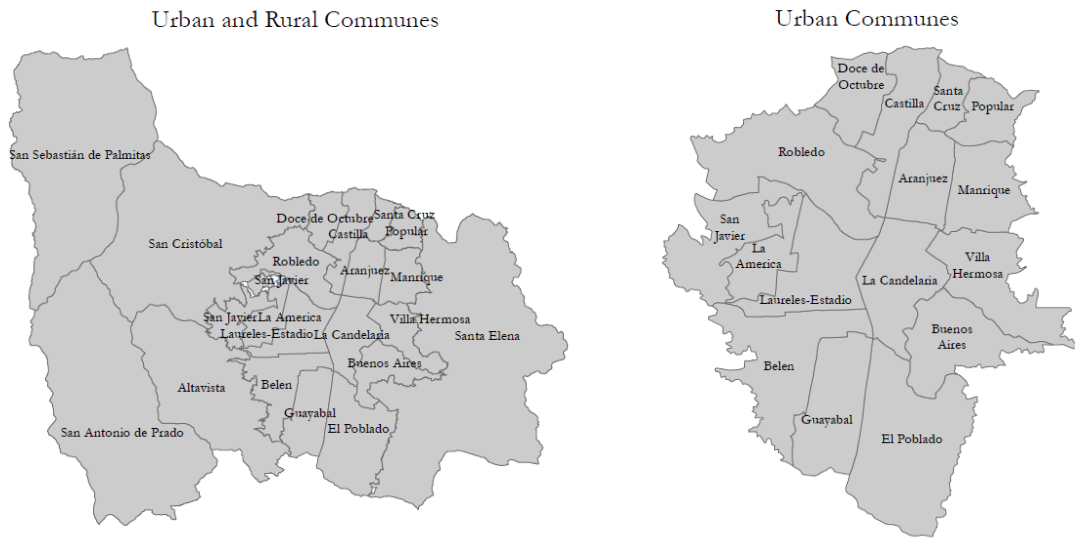 Urban and Rural Communes
San Sebastián de Palmitas
San Cristóbal
Doce de Octubre
Santa Cruz
Castilla
Popular
Robledo
Aranjuez
Manrique
San Javier
San Javier
La America
Villa Hermosa
Laureles-Estadio
La Candelaria
Santa Elena
Buenos Aires
Altavista
Belen
Guayabal
El Poblado
San Antonio de Prado
Urban Communes
Doce de
Octubre
Castilla
Santa
Cruz
Popular
Robledo
Aranjuez
Manrique
San
Javier
La
America
Villa
Hermosa
La Candelaria
Laureles-Estadio
Buenos
Aires
Belen
Guayabal
El Poblado